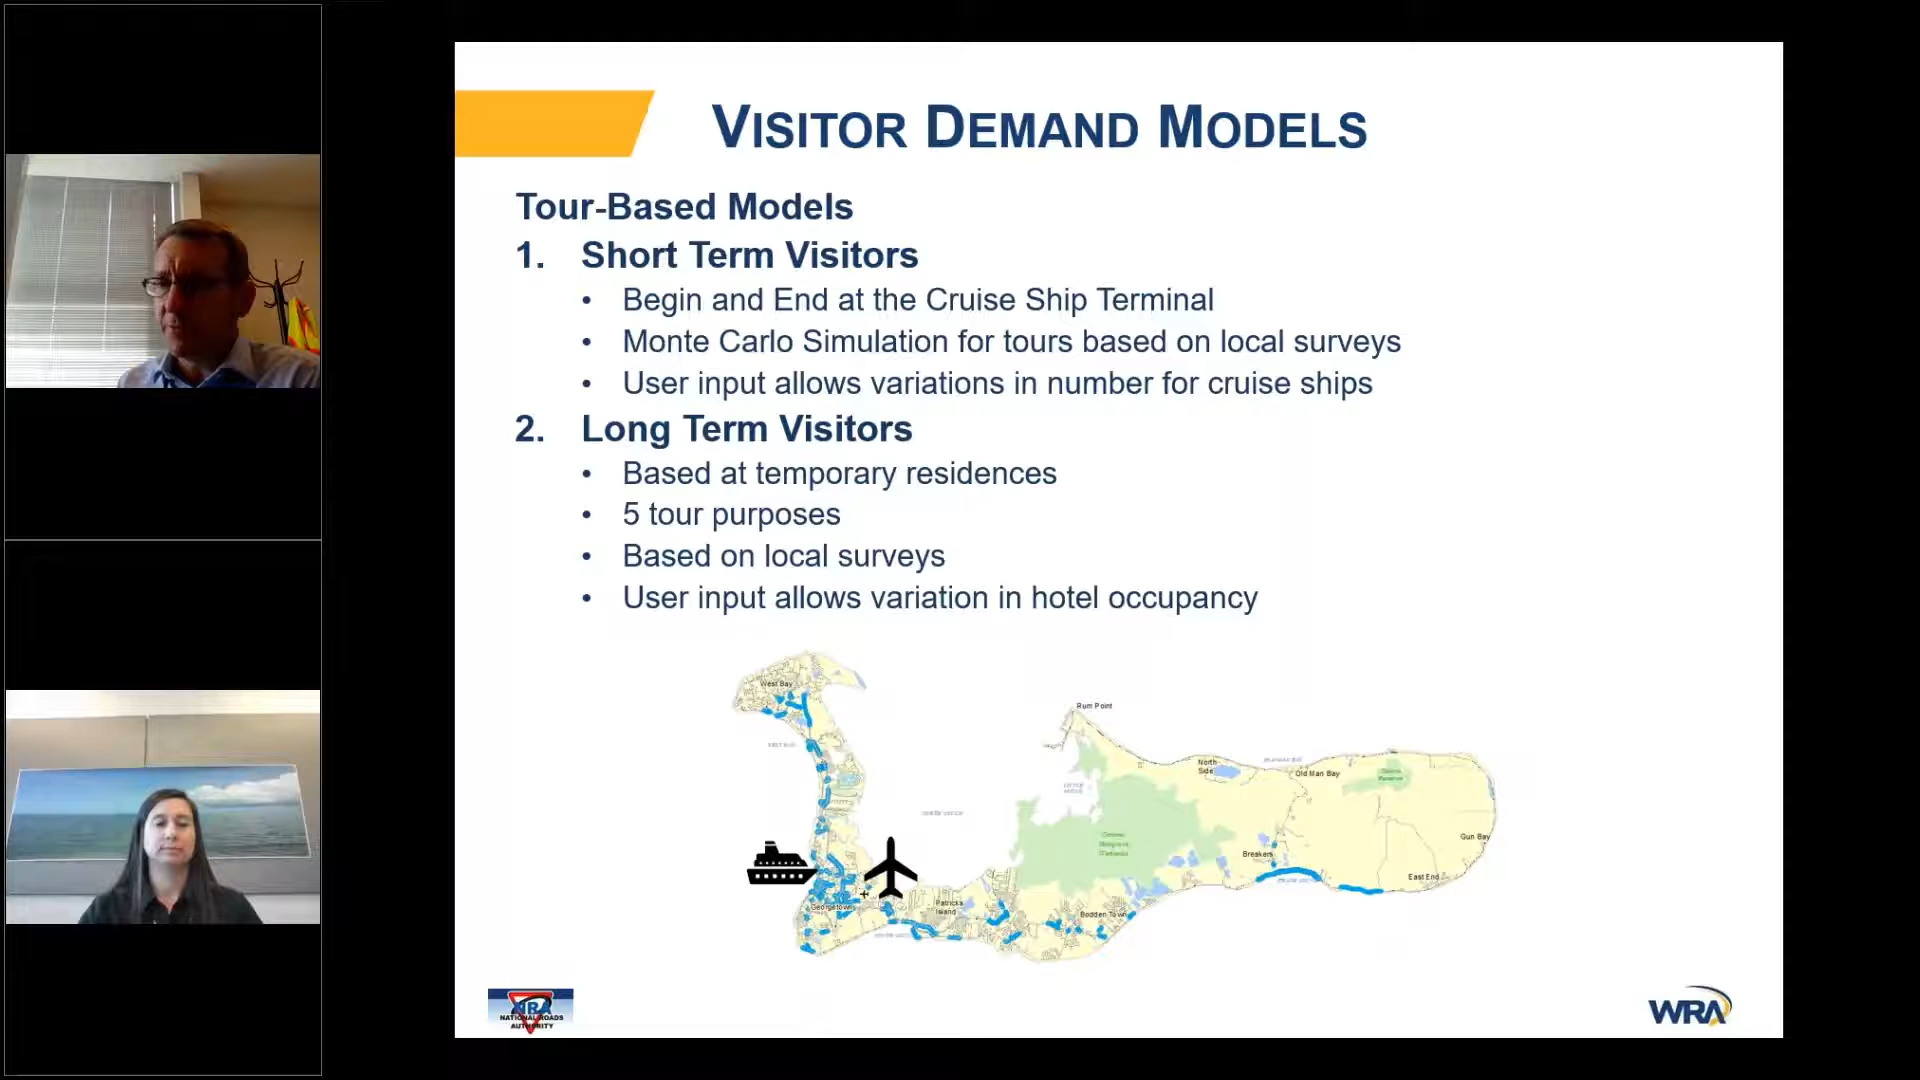 VISITOR DEMAND MODELS
Tour-Based Models
1. Short Term Visitors
• Begin and End at the Cruise Ship Terminal
• Monte Carlo Simulation for tours based on local surveys
• User input allows variations in number for cruise ships
2. Long Term Visitors
• Based at temporary residences
• 5 tour purposes
• Based on local surveys
• User input allows variation in hotel occupancy
West Bay
Rum Point
North
Side
Old Man Bay
Gun Bay
Breakers
East End
Georgetown
Patricks
Island
Bodden Town
NRA
NATIONAL ROADS
AUTHORITY
WRA